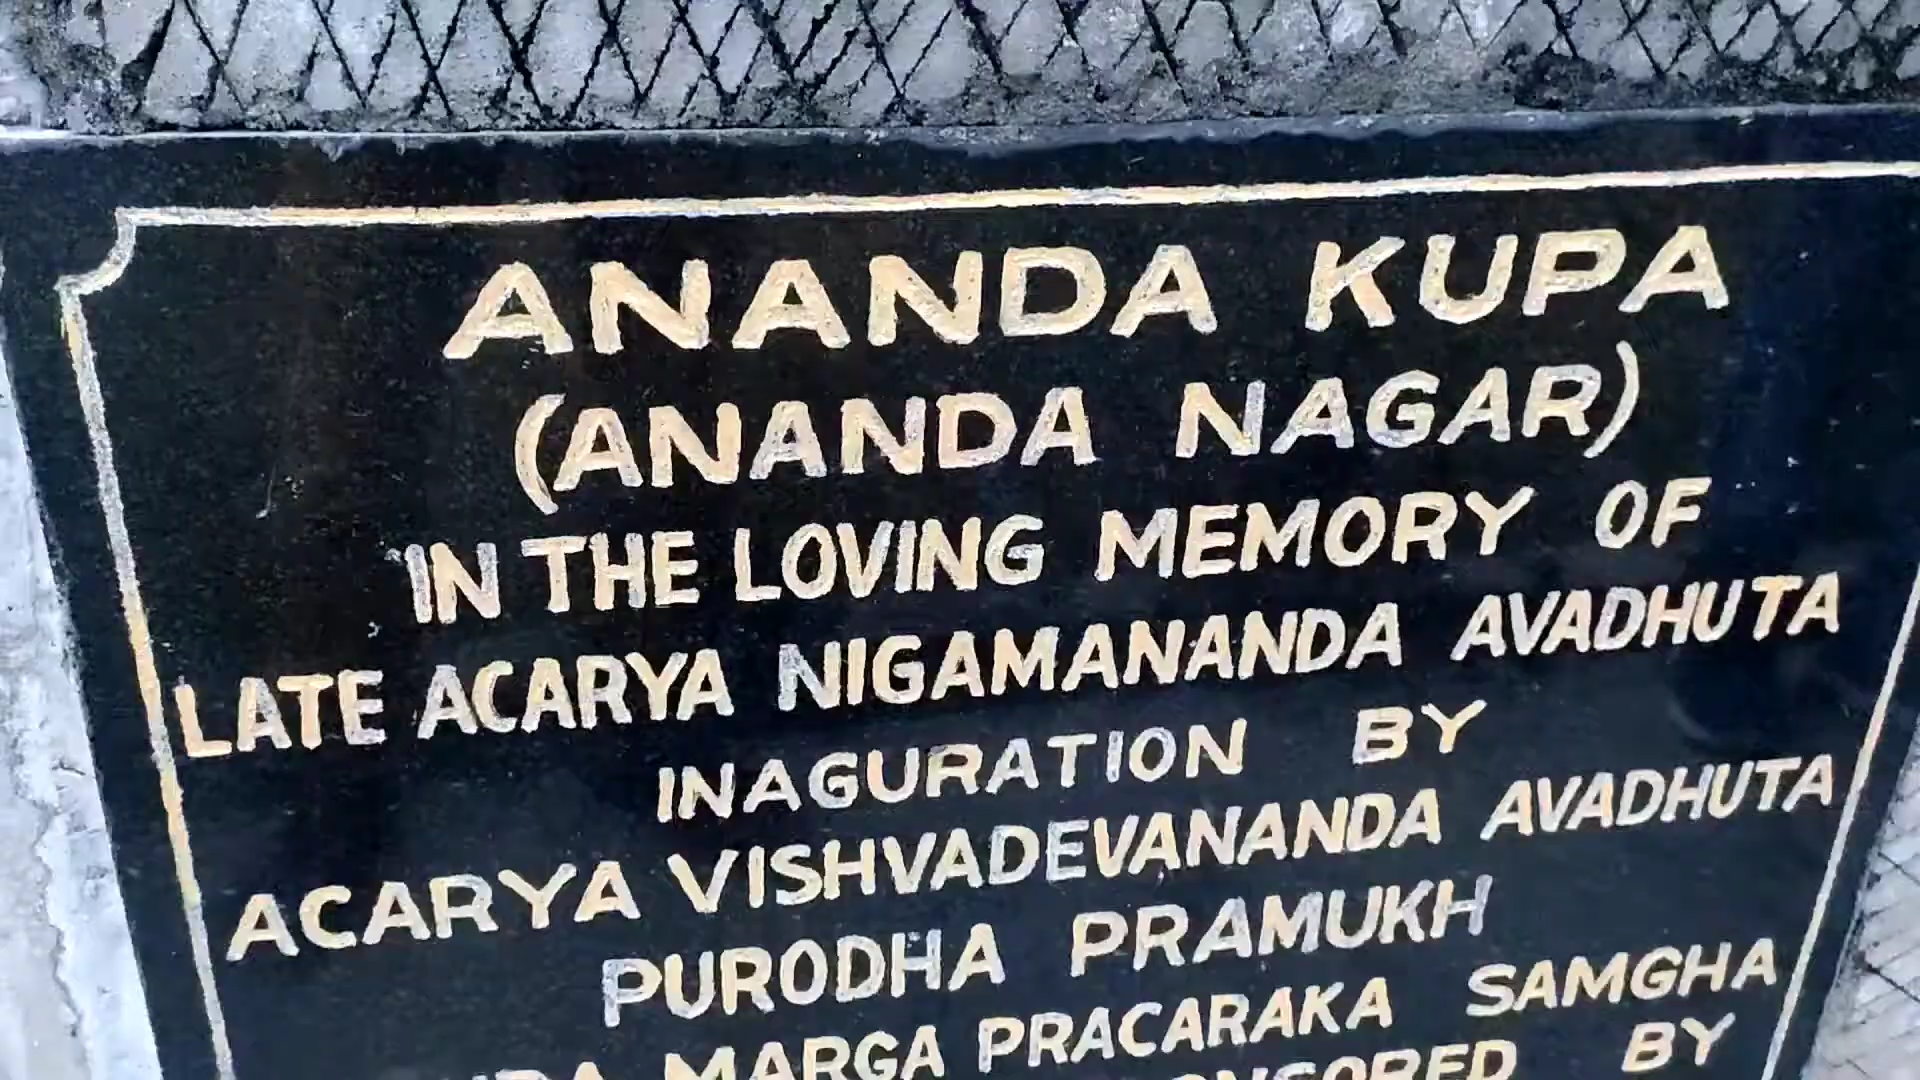 ANANDA KUPA
(ANANDA NAGAR)
IN THE LOVING MEMORY OF
LATE ACARYA NIGAMANANDA AVADHUTA
INAGURATION BY
ACARYA VISHVADEVANANDA AVADHUTA
PURODHA PRAMUKH
MARGA PRACARAKA SAMGHA
BY